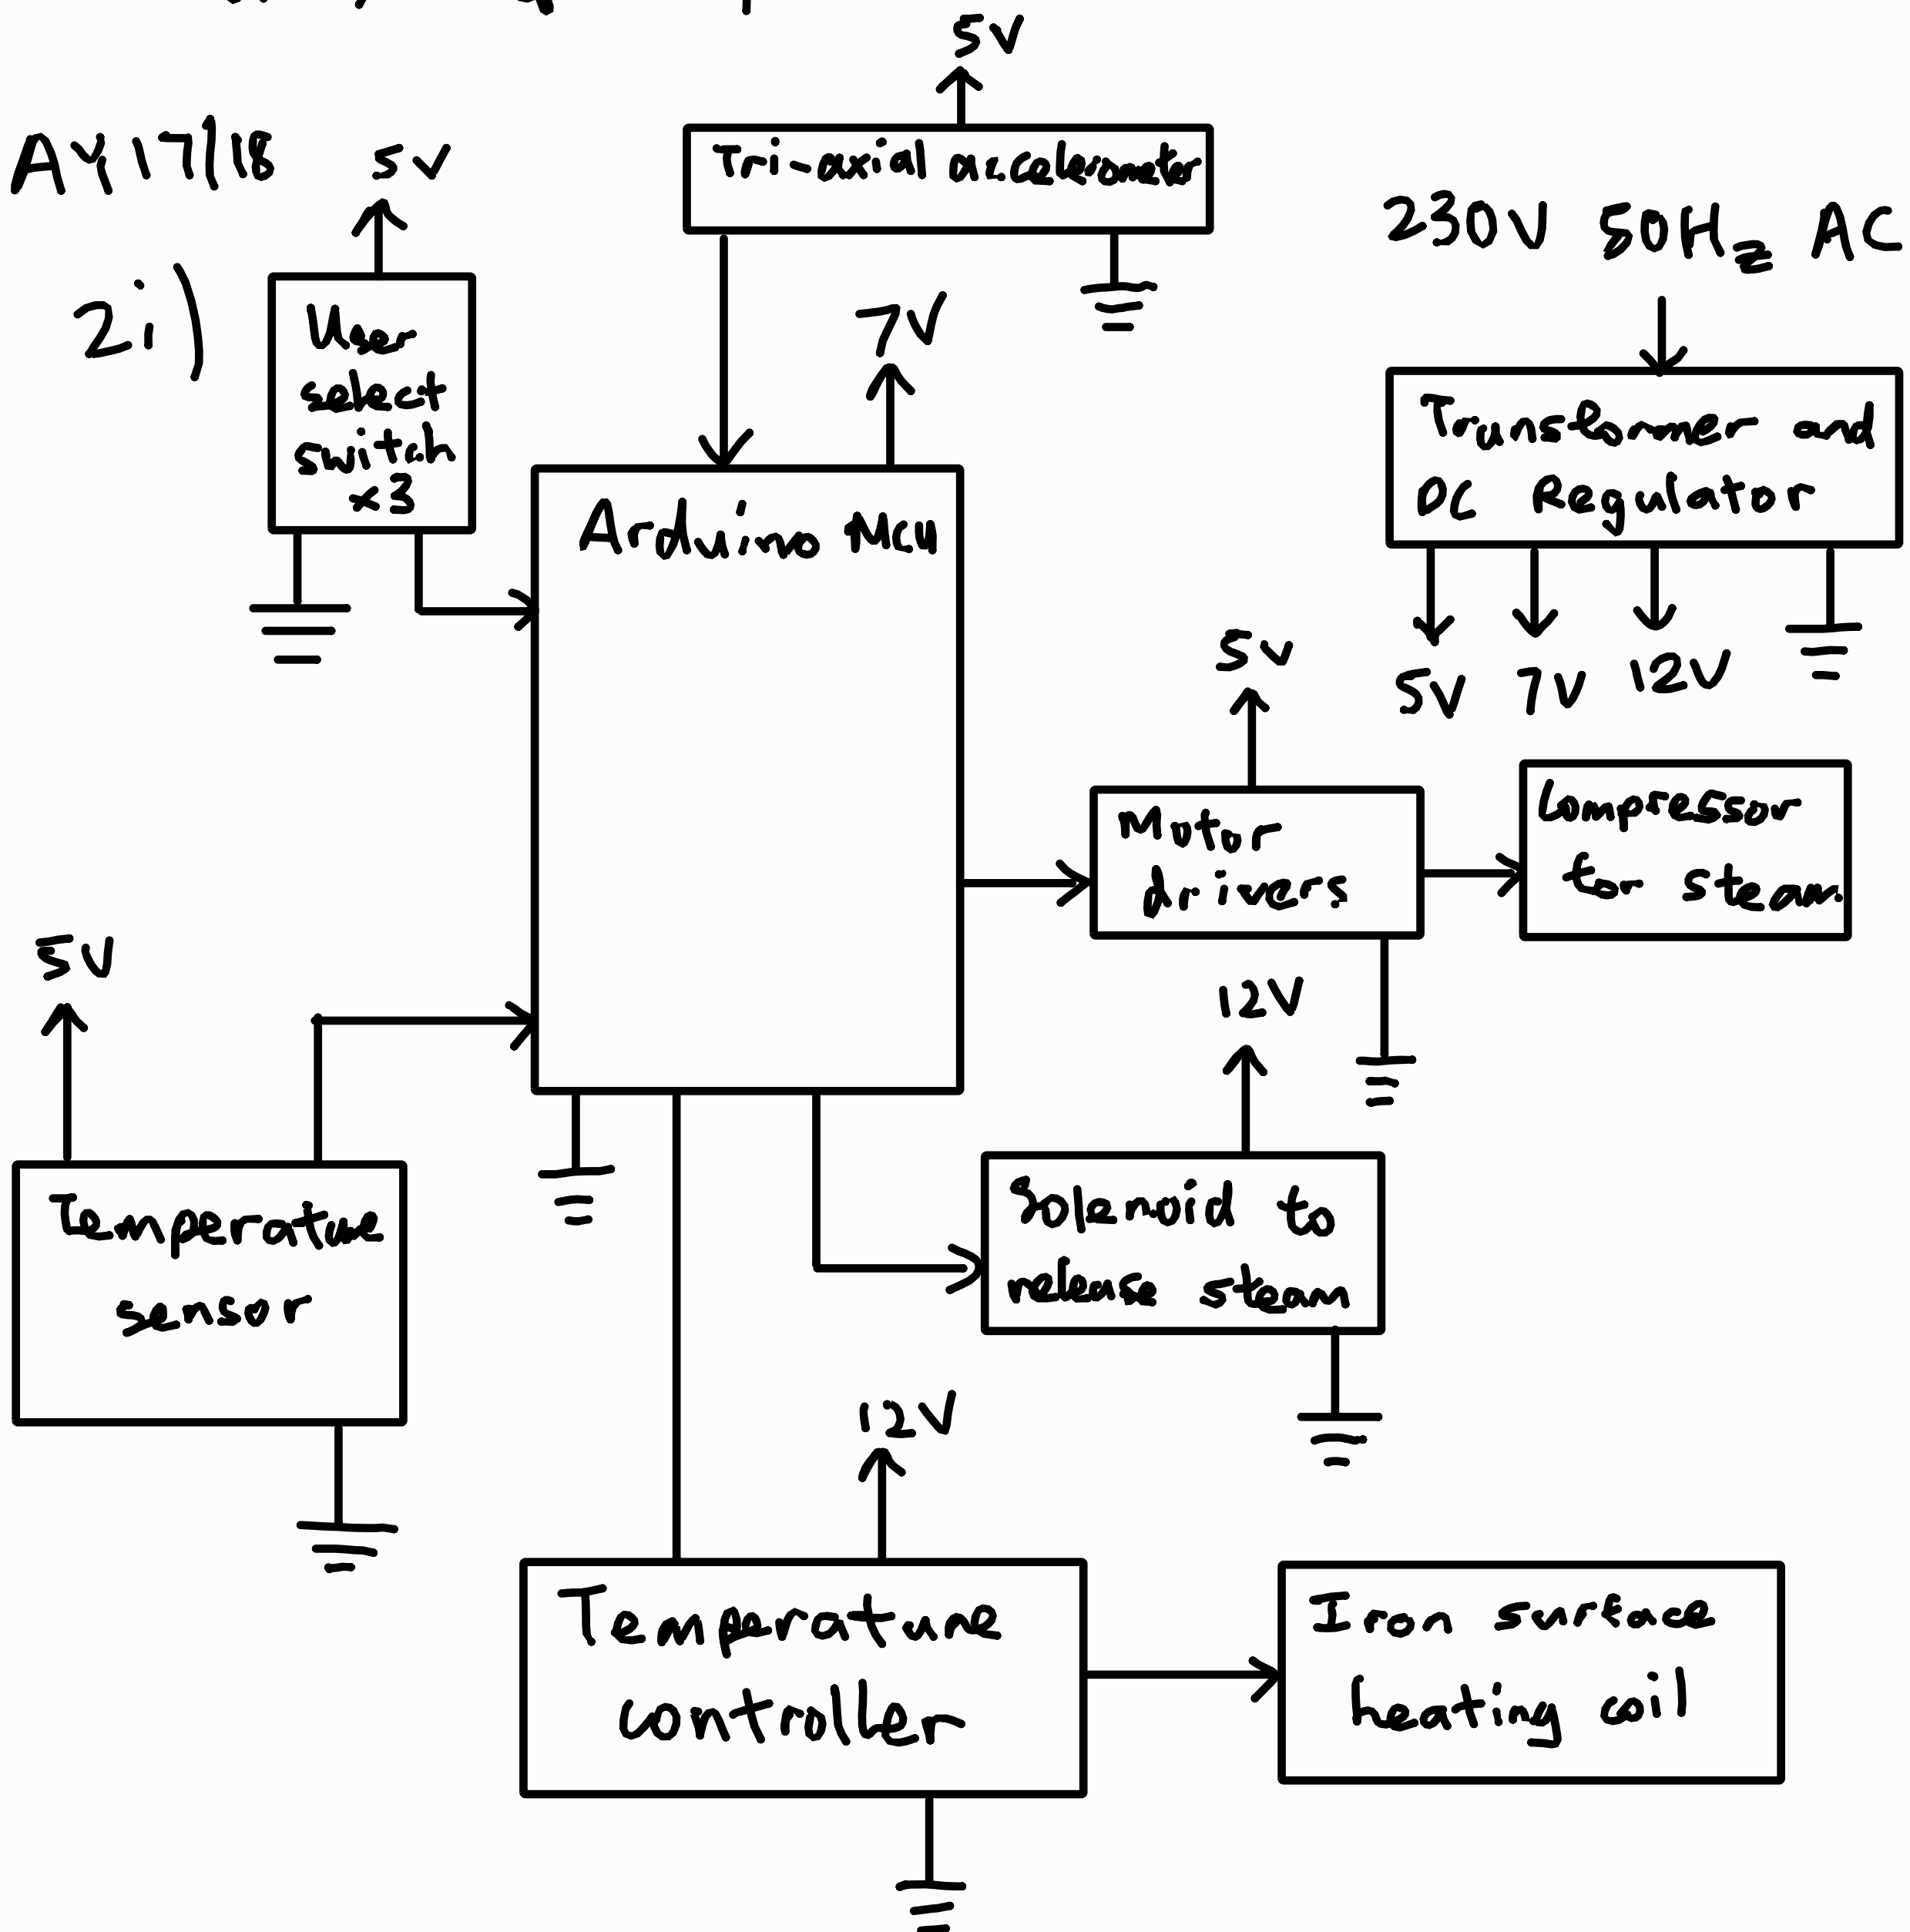 5V
AY 17/18
5V
Tri-axial accelerometer
230V 50Hz AC
2i)
User
select
switch
x3
7V
Transformer and
DC Regulator
Arduino MCU
5V
7V
12V
5V
Motor
drivers
Compressor
for steam
5V
12V
Temperature
sensor
Solenoid to
release steam
12V
Temperature
controller
Iron surface
heating coil